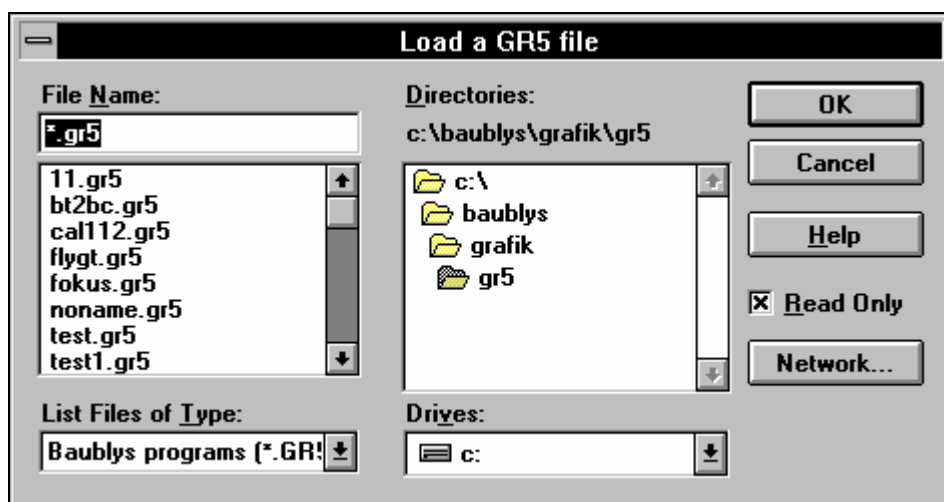 Load a GR5 file
File Name:
*.gr5
11.gr5
bt2bc.gr5
cal112.gr5
flygt.gr5
fokus.gr5
noname.gr5
test.gr5
test1.gr5
List Files of Type:
Baublys programs (*.GR5
Directories:
c:\baublys\grafik\gr5
c:\
baublys
grafik
gr5
Drives:
c:
OK
Cancel
Help
Read Only
Network...